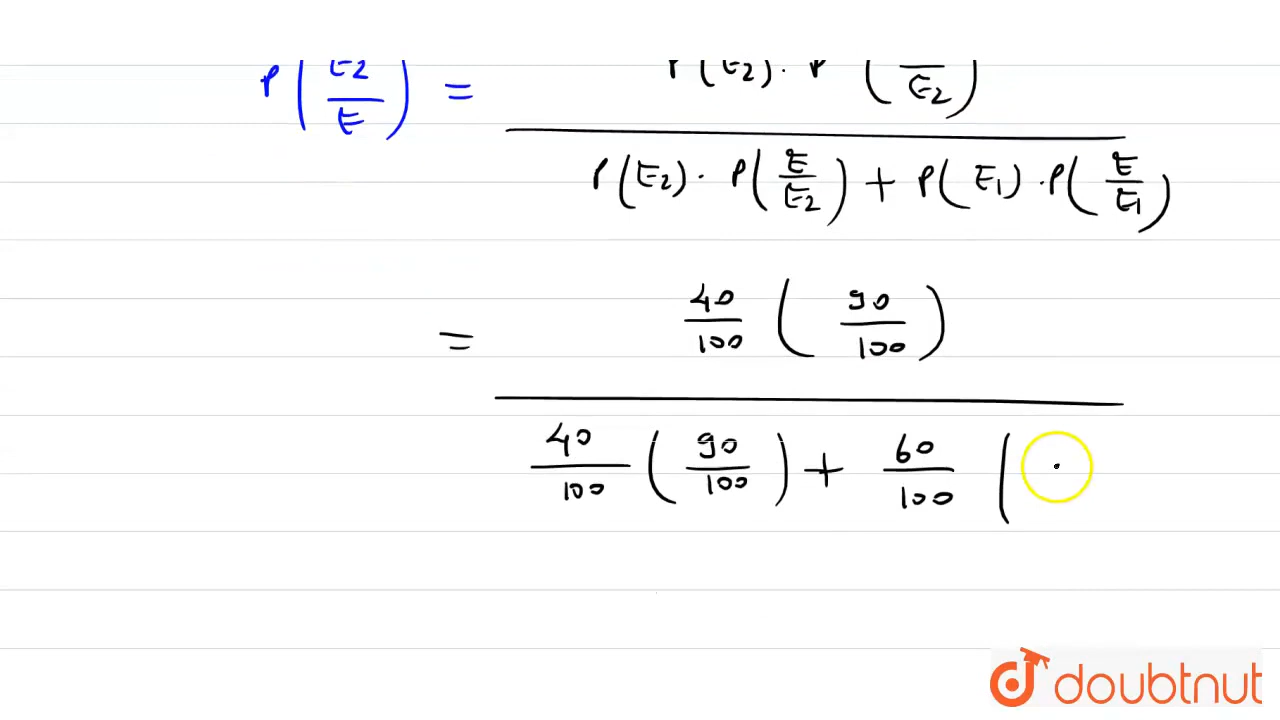 P(E2/E) = P(E2) · P(—/E2)
P(E2) · P(E/E2) + P(E1) · P(E/E1)
= 40/100 (90/100)
40/100 (90/100) + 60/100 (
doubtnut